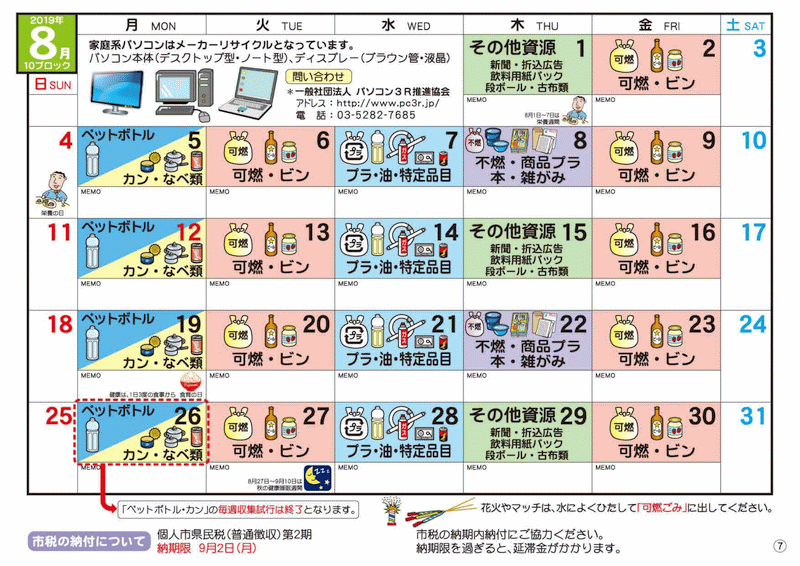 2019年
8月
10ブロック
日 SUN
月 MON
火 TUE
水 WED
木 THU
金 FRI
土 SAT
家庭系パソコンはメーカーリサイクルとなっています。
パソコン本体(デスクトップ型・ノート型)、ディスプレー(ブラウン管・液晶)
問い合わせ
*一般社団法人 パソコン3R推進協会
アドレス:http://www.pc3r.jp/
電 話:03-5282-7685
その他資源 1
新聞・折込広告
飲料用紙パック
段ボール・古布類
MEMO
8月1日~7日は
栄養週間
可燃 2
可燃・ビン
MEMO
3
4
栄養の日
ペットボトル 5
カン・なべ類
MEMO
可燃 6
可燃・ビン
MEMO
プラ 7
プラ・油・特定品目
MEMO
不燃 8
不燃・商品プラ
本・雑がみ
MEMO
可燃 9
可燃・ビン
MEMO
10
11
ペットボトル 12
カン・なべ類
MEMO
可燃 13
可燃・ビン
MEMO
プラ 14
プラ・油・特定品目
MEMO
その他資源 15
新聞・折込広告
飲料用紙パック
段ボール・古布類
MEMO
可燃 16
可燃・ビン
MEMO
17
18
ペットボトル 19
カン・なべ類
MEMO
健康は、1日3度の食事から 食育の日
可燃 20
可燃・ビン
MEMO
プラ 21
プラ・油・特定品目
MEMO
不燃 22
不燃・商品プラ
本・雑がみ
MEMO
可燃 23
可燃・ビン
MEMO
24
25
ペットボトル 26
カン・なべ類
MEMO
可燃 27
可燃・ビン
MEMO
8月27日~9月10日は
秋の健康睡眠週間
zzz
プラ 28
プラ・油・特定品目
MEMO
その他資源 29
新聞・折込広告
飲料用紙パック
段ボール・古布類
MEMO
可燃 30
可燃・ビン
MEMO
31
「ペットボトル・カン」の毎週収集試行は終了となります。
花火やマッチは、水によくひたして「可燃ごみ」に出してください。
市税の納付について
個人市県民税(普通徴収)第2期
納期限 9月2日(月)
市税の納期内納付にご協力ください。
納期限を過ぎると、延滞金がかかります。
⑦